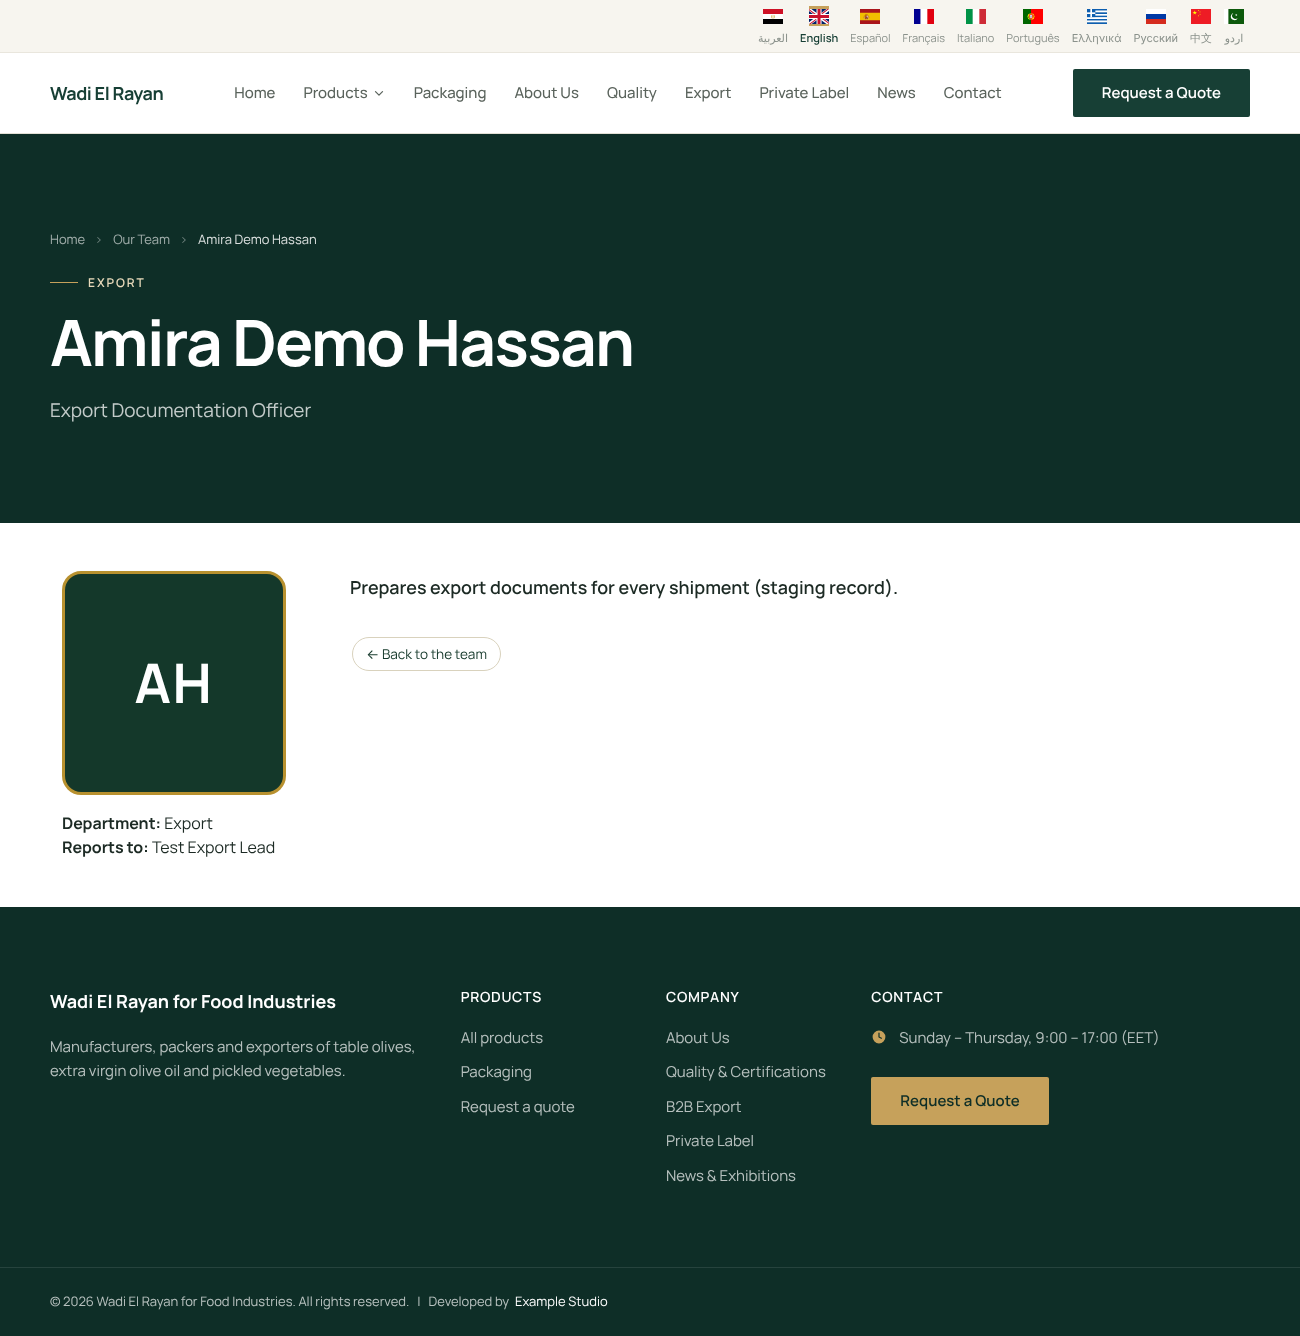 العربية English Español Français Italiano Português Ελληνικά Русский 中文 اردو
Wadi El Rayan Home Products Packaging About Us Quality Export Private Label News Contact Request a Quote
Home › Our Team › Amira Demo Hassan
EXPORT
Amira Demo Hassan
Export Documentation Officer
AH
Prepares export documents for every shipment (staging record).
← Back to the team
Department: Export
Reports to: Test Export Lead
Wadi El Rayan for Food Industries
Manufacturers, packers and exporters of table olives,
extra virgin olive oil and pickled vegetables.
PRODUCTS
All products
Packaging
Request a quote
COMPANY
About Us
Quality & Certifications
B2B Export
Private Label
News & Exhibitions
CONTACT
Sunday – Thursday, 9:00 – 17:00 (EET)
Request a Quote
© 2026 Wadi El Rayan for Food Industries. All rights reserved. | Developed by Example Studio